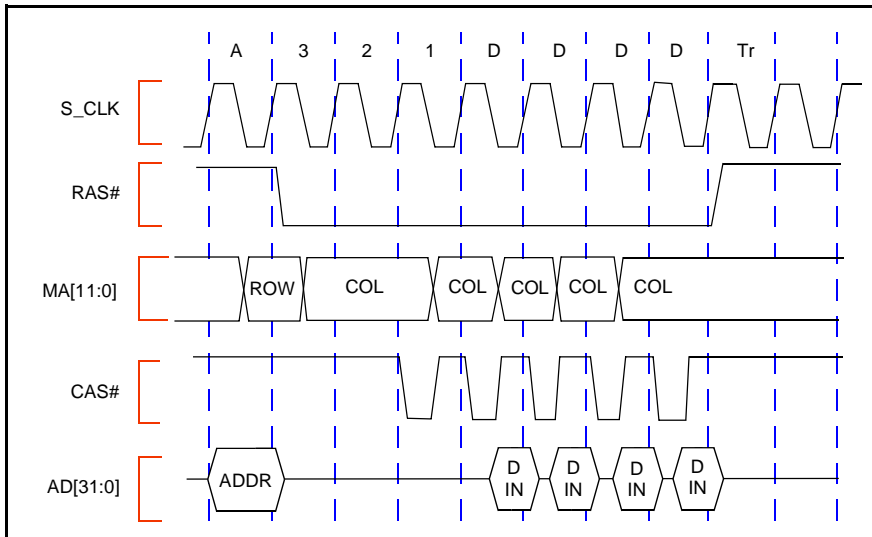 A 3 2 1 D D D D Tr
S_CLK
RAS#
MA[11:0] ROW COL COL COL COL COL
CAS#
AD[31:0] ADDR D IN D IN D IN D IN